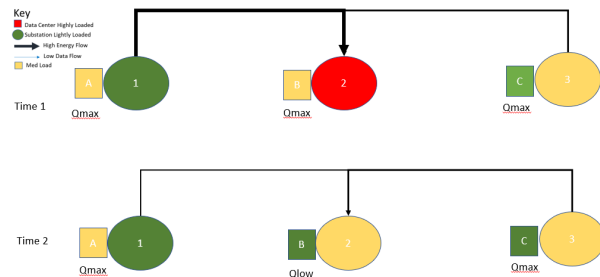 Key
Data Center Highly Loaded
Substation Lightly Loaded
High Energy Flow
Low Data Flow
Med Load
A
1
B
2
C
3
Time 1
Qmax
Qmax
Qmax
Time 2
A
1
B
2
C
3
Qmax
Qlow
Qmax